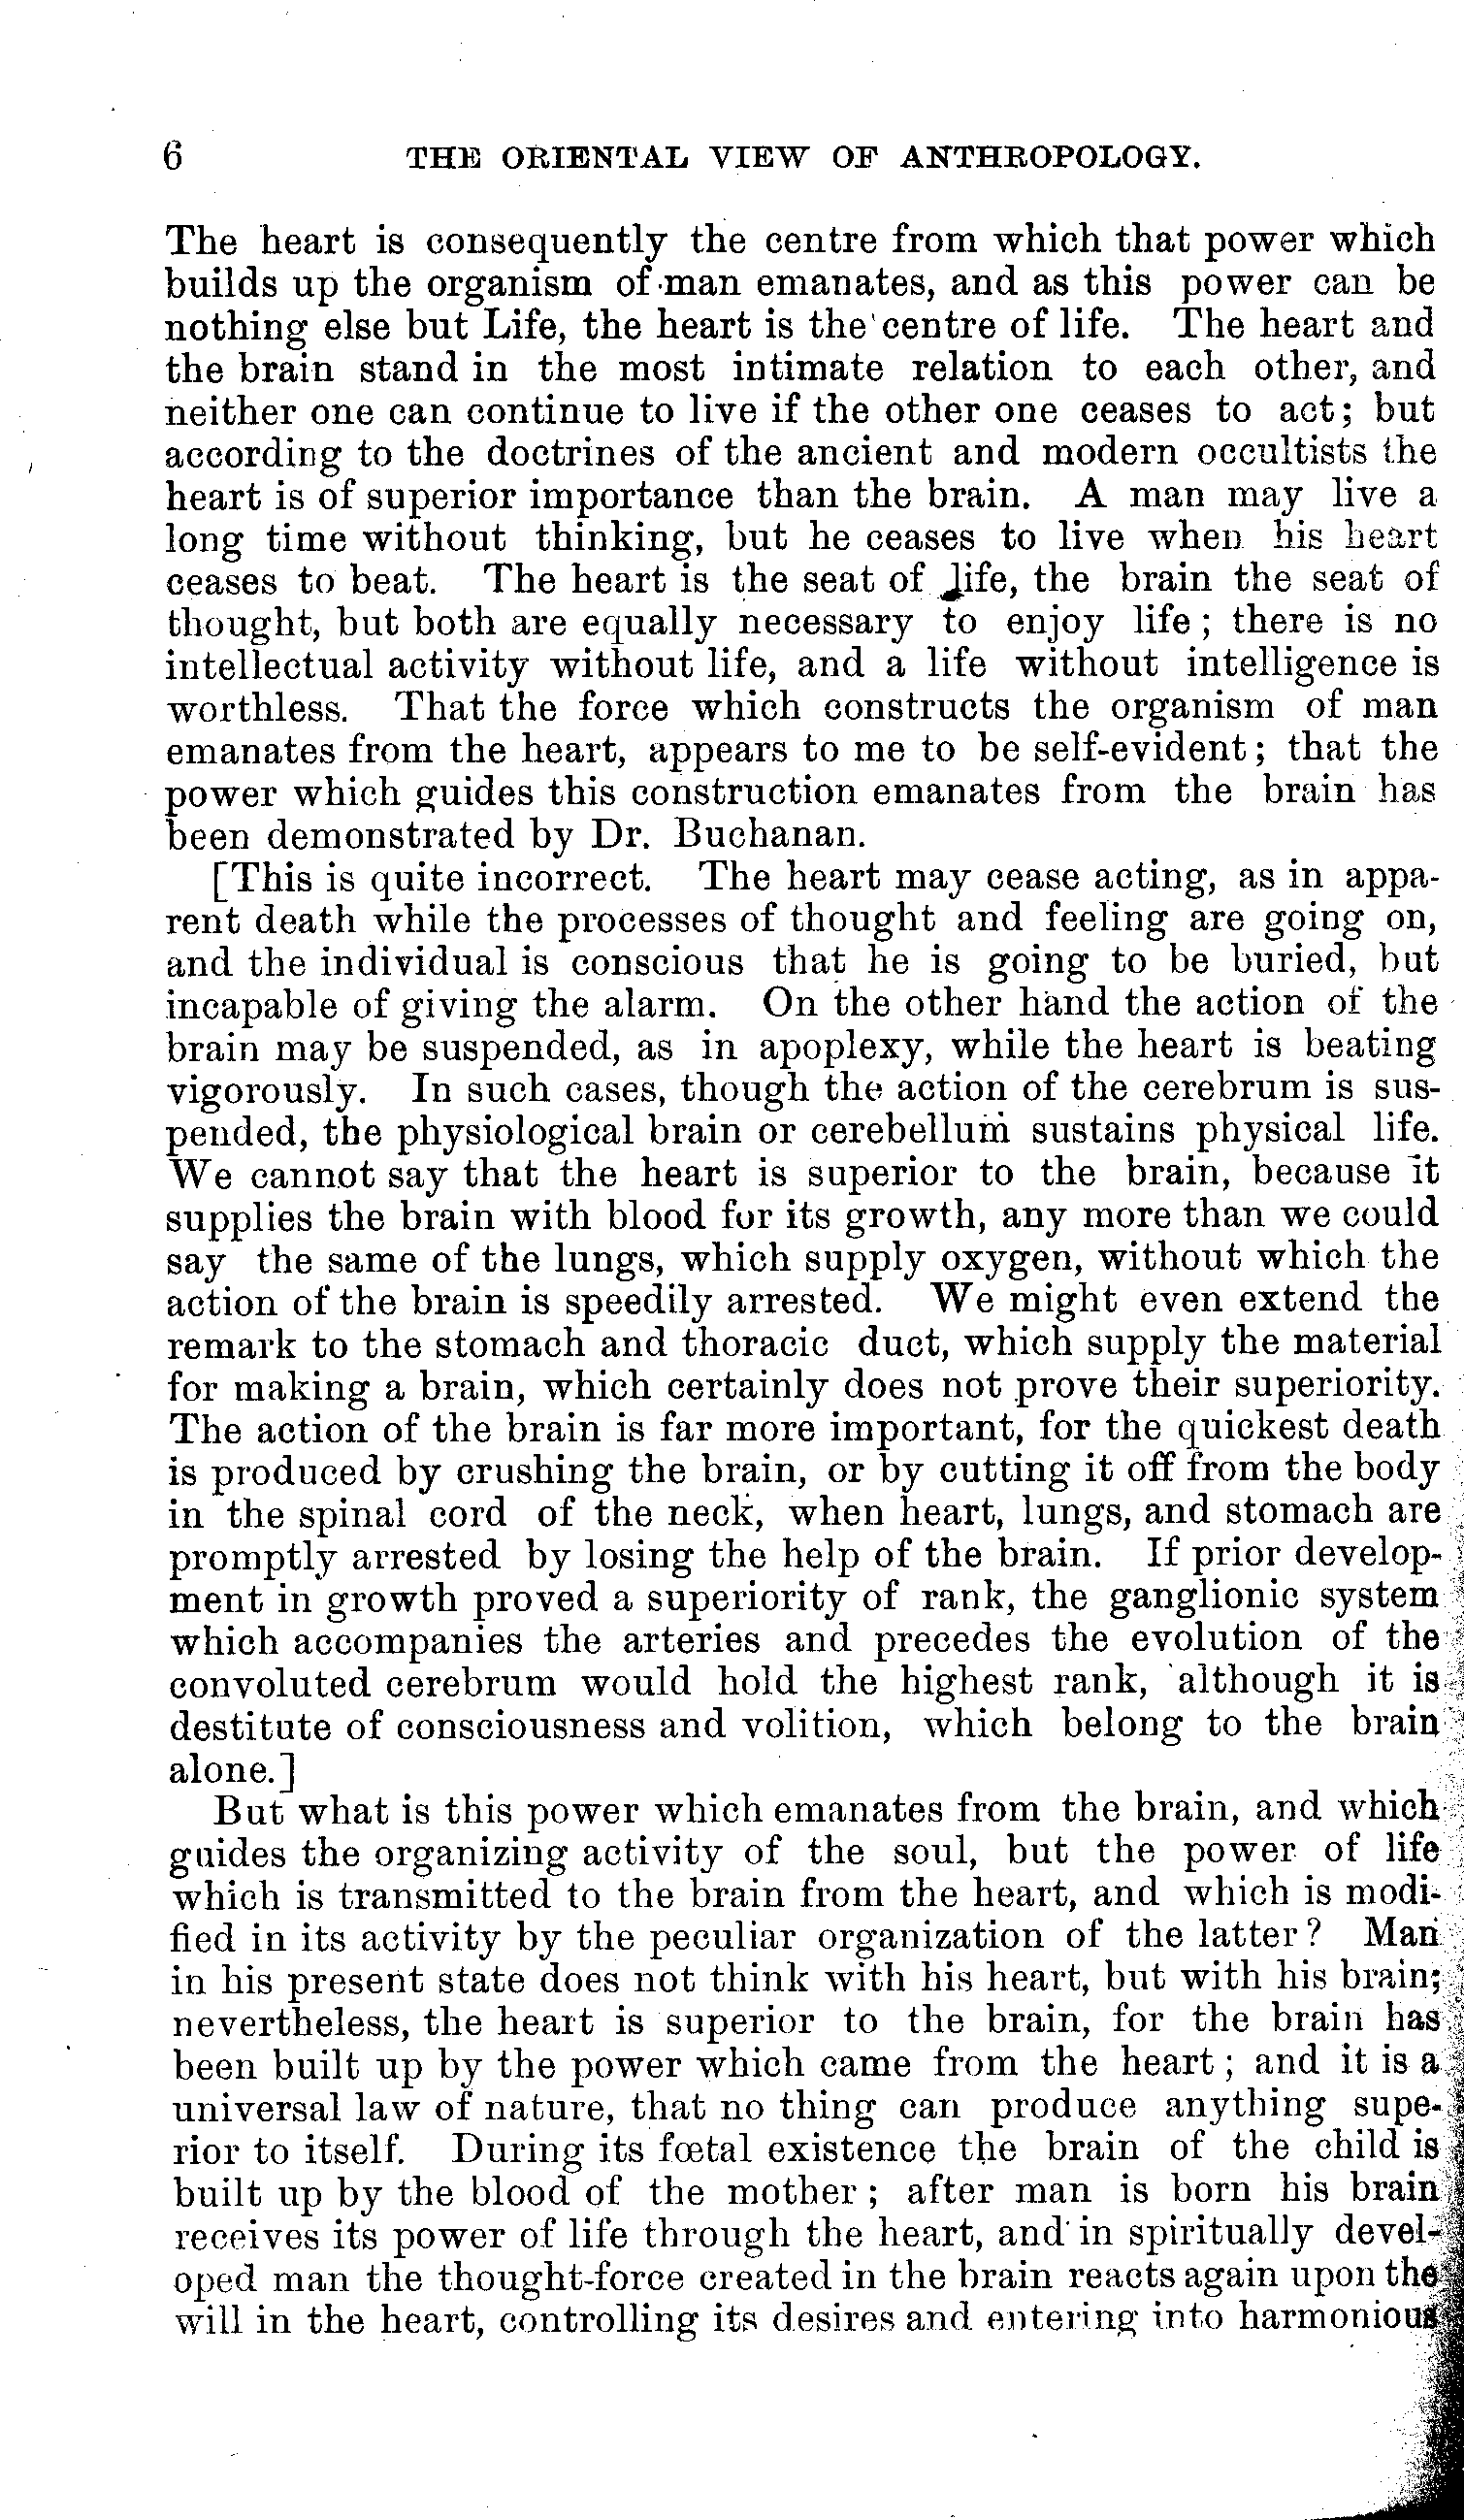 6 THE ORIENTAL VIEW OF ANTHROPOLOGY.
The heart is consequently the centre from which that power which
builds up the organism of man emanates, and as this power can be
nothing else but Life, the heart is the centre of life. The heart and
the brain stand in the most intimate relation to each other, and
neither one can continue to live if the other one ceases to act; but
according to the doctrines of the ancient and modern occultists the
heart is of superior importance than the brain. A man may live a
long time without thinking, but he ceases to live when his heart
ceases to beat. The heart is the seat of life, the brain the seat of
thought, but both are equally necessary to enjoy life; there is no
intellectual activity without life, and a life without intelligence is
worthless. That the force which constructs the organism of man
emanates from the heart, appears to me to be self-evident; that the
power which guides this construction emanates from the brain has
been demonstrated by Dr. Buchanan.
[This is quite incorrect. The heart may cease acting, as in appa-
rent death while the processes of thought and feeling are going on,
and the individual is conscious that he is going to be buried, but
incapable of giving the alarm. On the other hand the action of the
brain may be suspended, as in apoplexy, while the heart is beating
vigorously. In such cases, though the action of the cerebrum is sus-
pended, the physiological brain or cerebellum sustains physical life.
We cannot say that the heart is superior to the brain, because it
supplies the brain with blood for its growth, any more than we could
say the same of the lungs, which supply oxygen, without which the
action of the brain is speedily arrested. We might even extend the
remark to the stomach and thoracic duct, which supply the material
for making a brain, which certainly does not prove their superiority.
The action of the brain is far more important, for the quickest death
is produced by crushing the brain, or by cutting it off from the body
in the spinal cord of the neck, when heart, lungs, and stomach are
promptly arrested by losing the help of the brain. If prior develop-
ment in growth proved a superiority of rank, the ganglionic system
which accompanies the arteries and precedes the evolution of the
convoluted cerebrum would hold the highest rank, although it is
destitute of consciousness and volition, which belong to the brain
alone.]
But what is this power which emanates from the brain, and which
guides the organizing activity of the soul, but the power of life
which is transmitted to the brain from the heart, and which is modi-
fied in its activity by the peculiar organization of the latter? Man
in his present state does not think with his heart, but with his brain;
nevertheless, the heart is superior to the brain, for the brain has
been built up by the power which came from the heart; and it is a
universal law of nature, that no thing can produce anything supe-
rior to itself. During its fœtal existence the brain of the child is
built up by the blood of the mother; after man is born his brain
receives its power of life through the heart, and in spiritually devel-
oped man the thought-force created in the brain reacts again upon the
will in the heart, controlling its desires and entering into harmonious